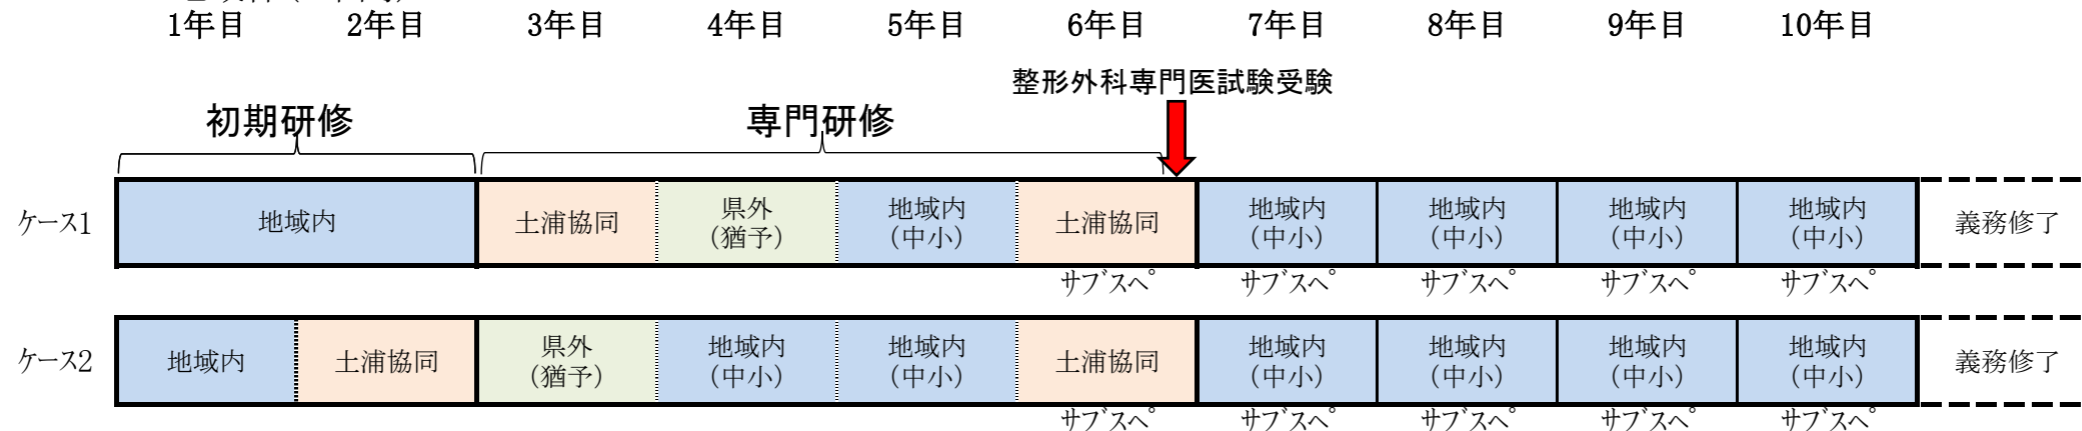 1年目 2年目 3年目 4年目 5年目 6年目 7年目 8年目 9年目 10年目
整形外科専門医試験受験
初期研修 専門研修
ケース1 地域内 土浦協同 県外 地域内 土浦協同 地域内 地域内 地域内 地域内 義務修了
(猶予) (中小) (中小) (中小) (中小) (中小)
サブスペ サブスペ サブスペ サブスペ サブスペ
ケース2 地域内 土浦協同 県外 地域内 地域内 土浦協同 地域内 地域内 地域内 地域内 義務修了
(猶予) (中小) (中小) (中小) (中小) (中小) (中小)
サブスペ サブスペ サブスペ サブスペ サブスペ